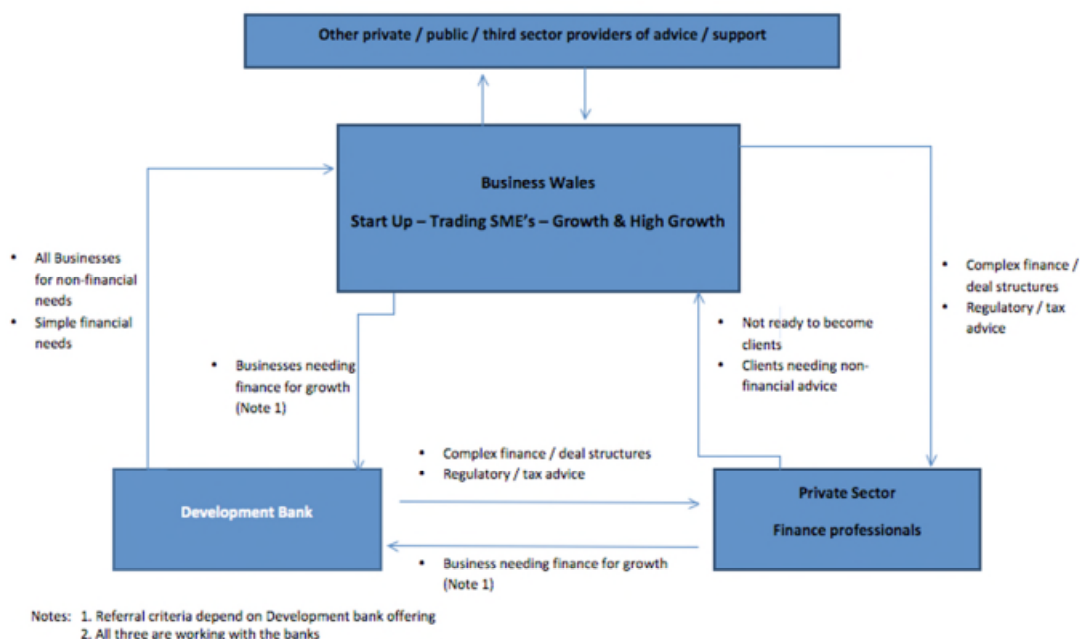 Other private / public / third sector providers of advice / support
Business Wales
Start Up – Trading SME's – Growth & High Growth
• All Businesses
for non-financial
needs
• Simple financial
needs
• Businesses needing
finance for growth
(Note 1)
• Not ready to become
clients
• Clients needing non-
financial advice
• Complex finance /
deal structures
• Regulatory / tax
advice
• Complex finance / deal structures
• Regulatory / tax advice
Development Bank
Private Sector
Finance professionals
• Business needing finance for growth
(Note 1)
Notes: 1. Referral criteria depend on Development bank offering
2. All three are working with the banks